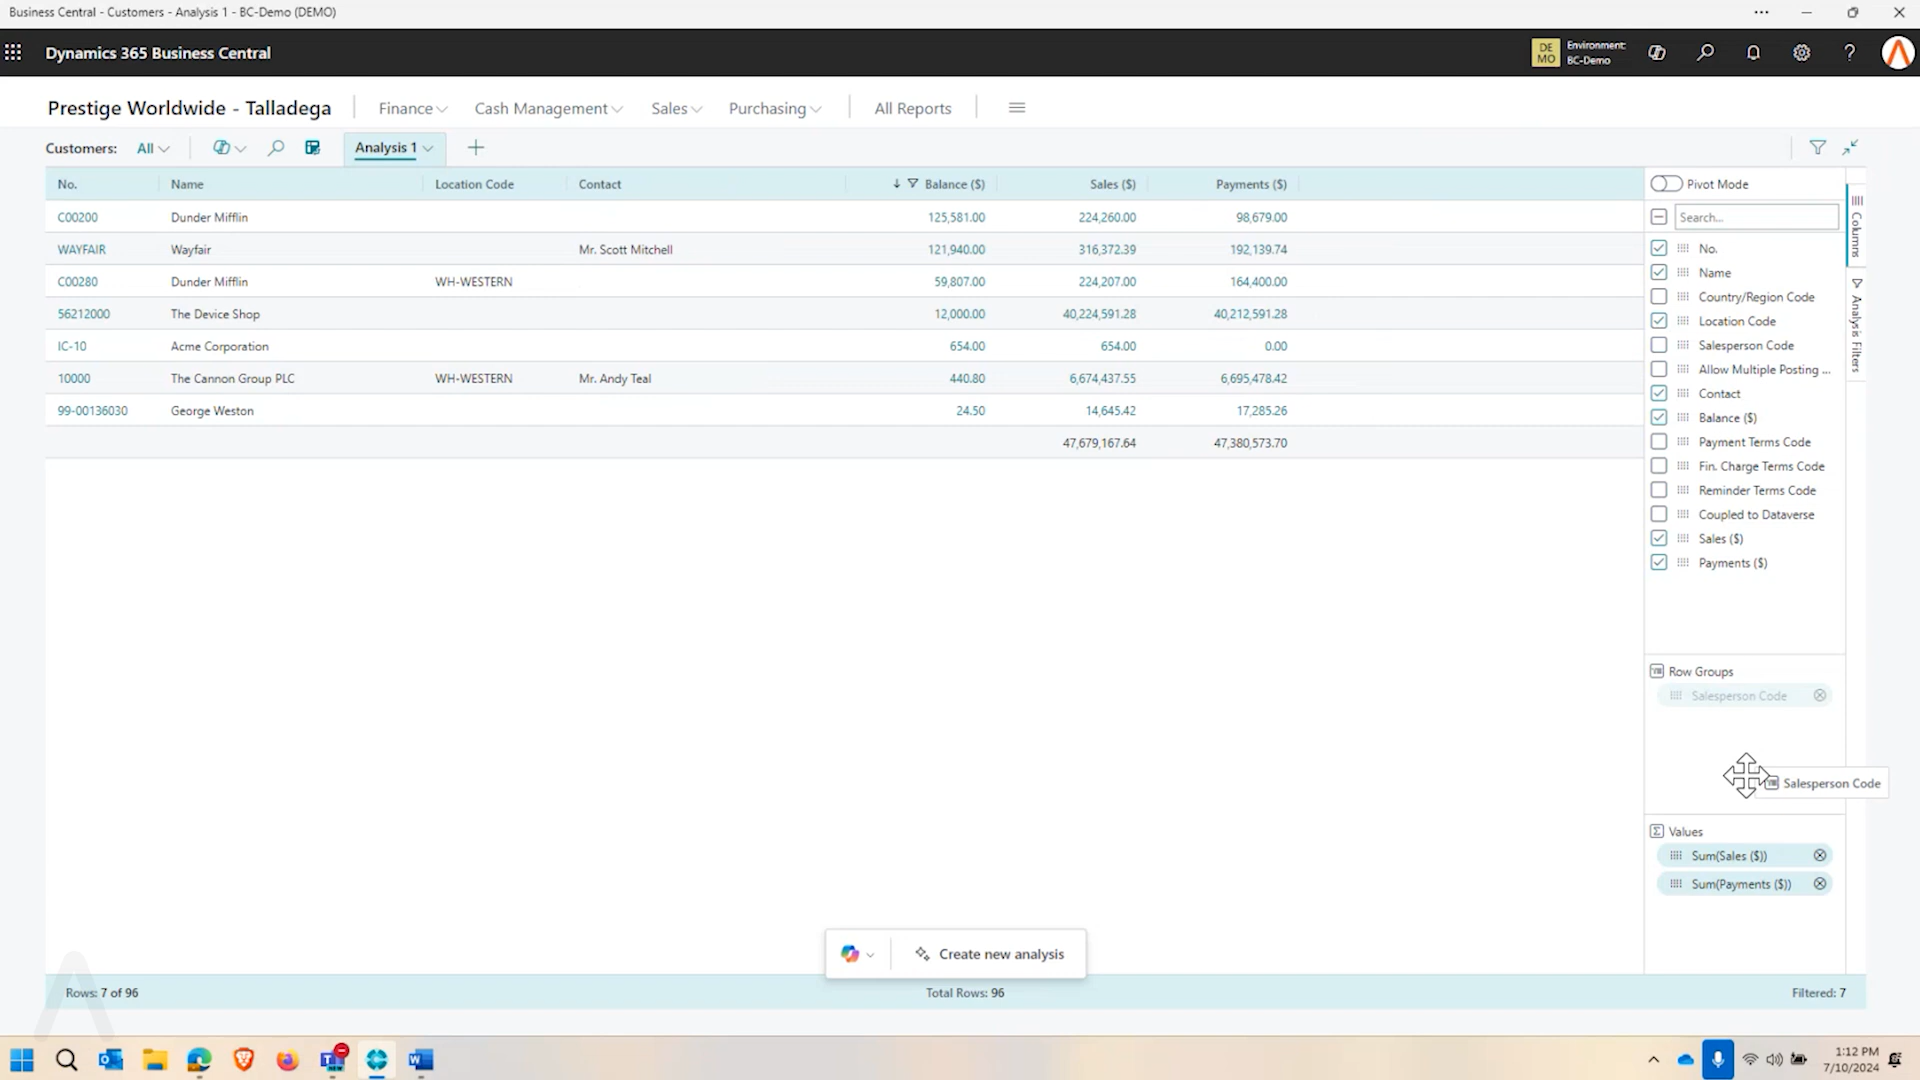 Business Central - Customers - Analysis 1 - BC-Demo (DEMO)
Dynamics 365 Business Central
DE
MO
Environment:
BC-Demo
Prestige Worldwide - Talladega
Finance
Cash Management
Sales
Purchasing
All Reports
Customers:
All
Analysis 1
No. Name Location Code Contact Balance ($) Sales ($) Payments ($)
C00200 Dunder Mifflin 125,581.00 224,260.00 98,679.00
WAYFAIR Wayfair Mr. Scott Mitchell 121,940.00 316,372.39 192,139.74
C00280 Dunder Mifflin WH-WESTERN 59,807.00 224,207.00 164,400.00
56212000 The Device Shop 12,000.00 40,224,591.28 40,212,591.28
IC-10 Acme Corporation 654.00 654.00 0.00
10000 The Cannon Group PLC WH-WESTERN Mr. Andy Teal 440.80 6,674,437.55 6,695,478.42
99-00136030 George Weston 24.50 14,645.42 17,285.26
47,679,167.64 47,380,573.70
Pivot Mode
Search...
No.
Name
Country/Region Code
Location Code
Salesperson Code
Allow Multiple Posting ...
Contact
Balance ($)
Payment Terms Code
Fin. Charge Terms Code
Reminder Terms Code
Coupled to Dataverse
Sales ($)
Payments ($)
Columns
Analysis Filters
Row Groups
Salesperson Code
Salesperson Code
Values
Sum(Sales ($))
Sum(Payments ($))
Create new analysis
Rows: 7 of 96
Total Rows: 96
Filtered: 7
1:12 PM
7/10/2024